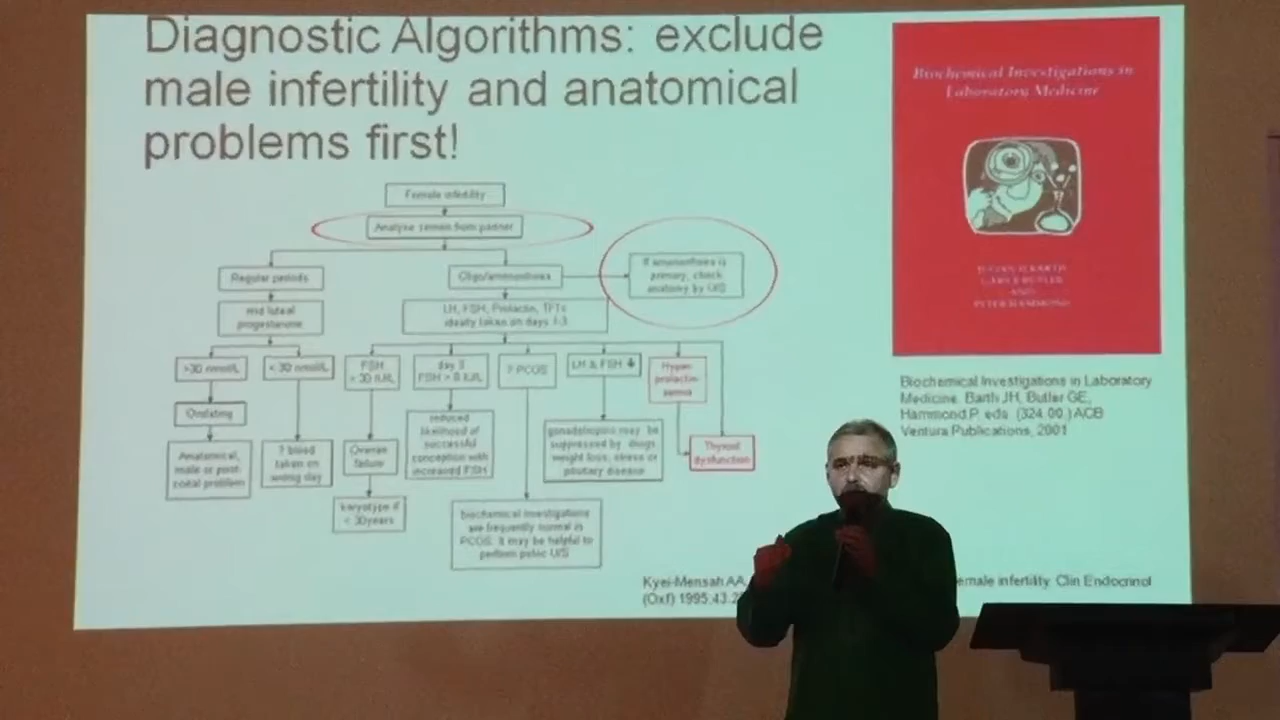 Diagnostic Algorithms: exclude
male infertility and anatomical
problems first!
Female infertility
Analyse semen from partner
Regular periods
Oligo/amenorrhoea
If amenorrhoea is
primary, check
anatomy by U/S
mid luteal
progesterone
LH, FSH, Prolactin, TFTs
ideally taken on days 1-3
>30 nmol/L
< 30 nmol/L
FSH
> 30 IU/L
day 3
FSH > 8 IU/L
? PCOS
LH & FSH
Hyper
prolactin-
aemia
Ovulating
Anatomical,
male or post-
coital problem
? blood
taken on
wrong day
Ovarian
failure
reduced
likelihood of
successful
conception with
increased FSH
gonadotropins may be
suppressed by drugs,
weight loss, stress or
pituitary disease
Thyroid
dysfunction
karyotype if
< 30years
biochemical investigations
are frequently normal in
PCOS. It may be helpful to
perform pelvic U/S
Biochemical Investigations in
Laboratory Medicine
AND
PETER HAMMOND
Biochemical Investigations in Laboratory
Medicine. Barth JH, Butler GE,
Hammond P. eds. (324.00.) ACB
Ventura Publications, 2001
Kyei-Mensah AA, emale infertility. Clin Endocrinol
(Oxf) 1995:43:2